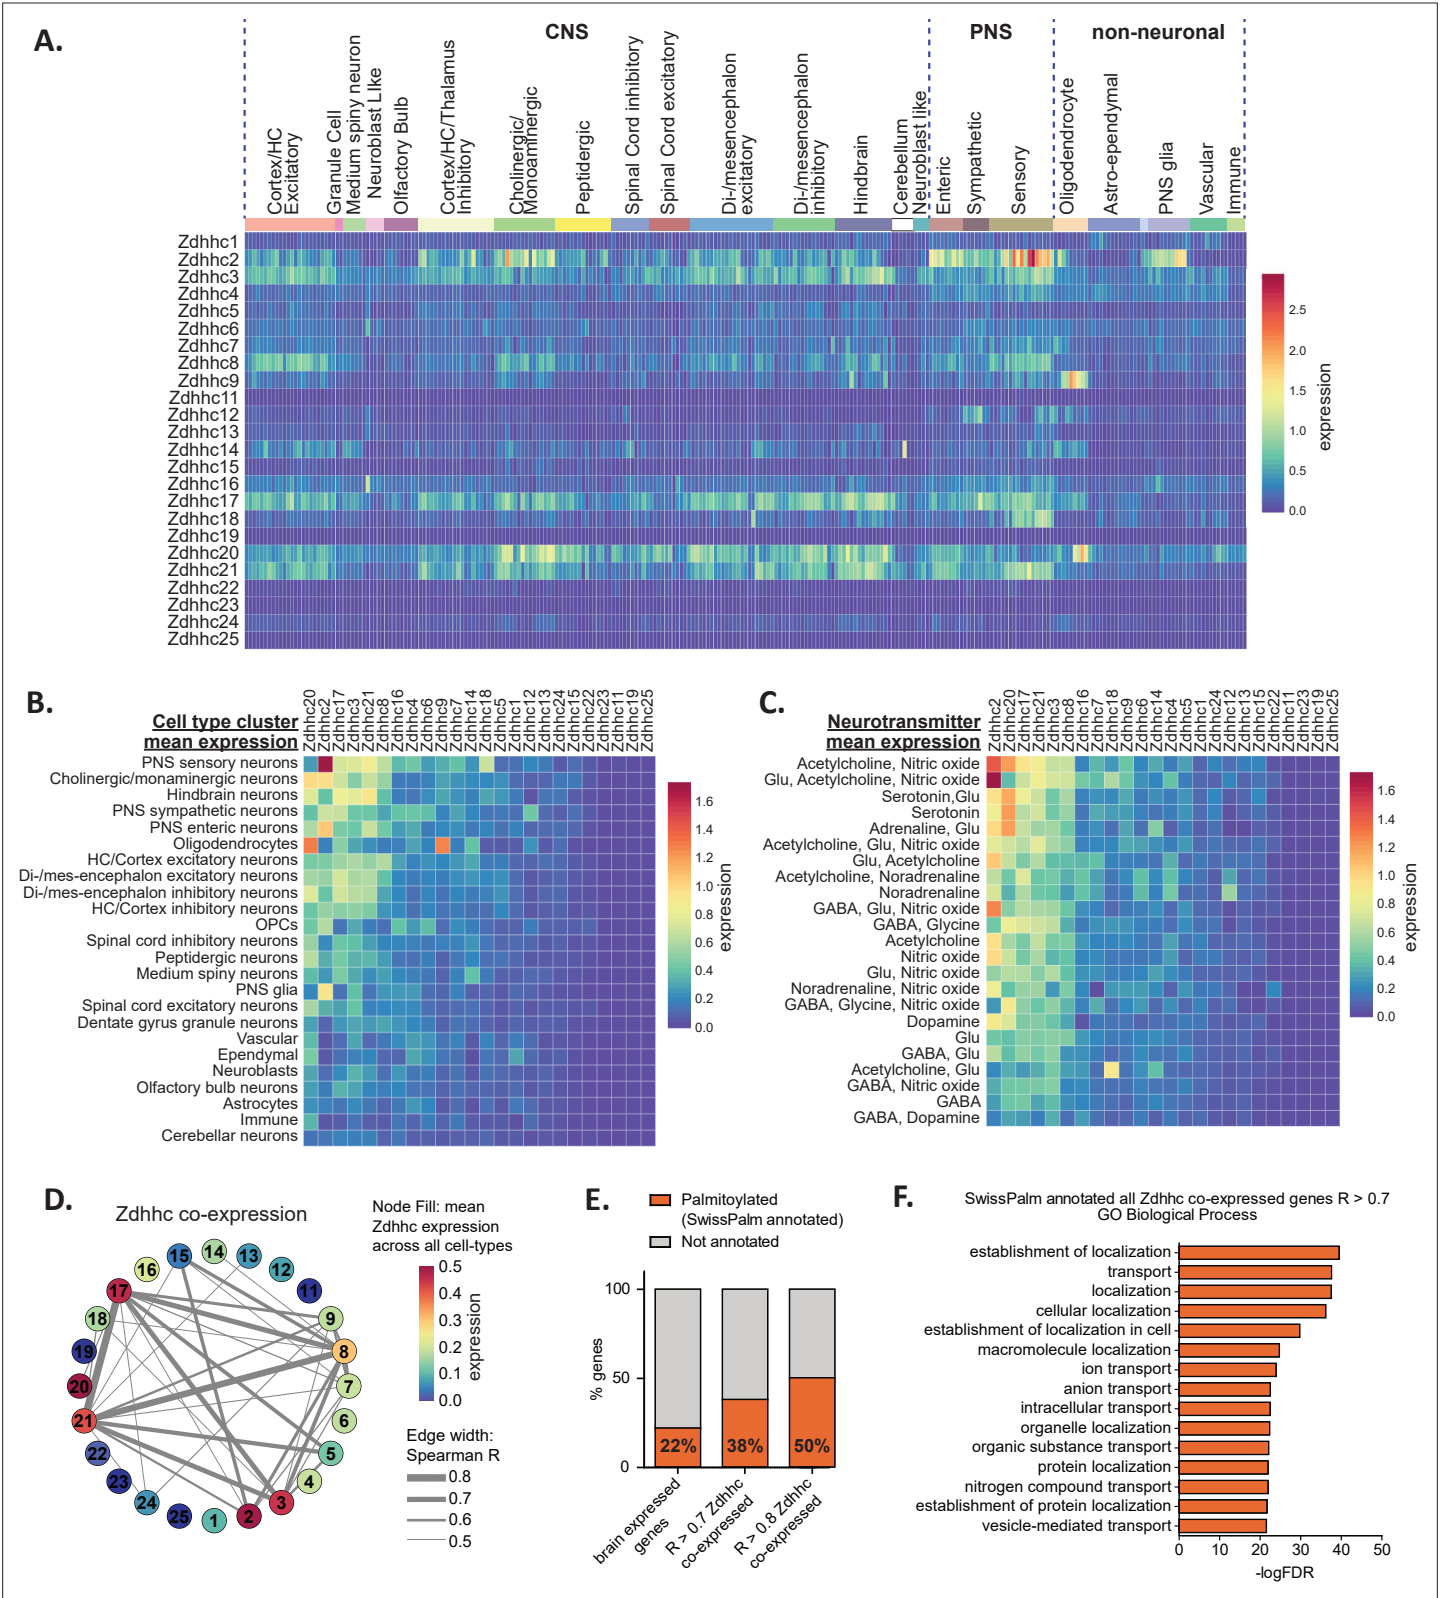 A.
CNS
PNS
non-neuronal
Cortex/HC
Excitatory
Granule Cell
Medium spiny neuron
Neuroblast LIke
Olfactory Bulb
Cortex/HC/Thalamus
Inhibitory
Cholinergic/
Monoaminergic
Peptidergic
Spinal Cord inhibitory
Spinal Cord excitatory
Di-/mesencephalon
excitatory
Di-/mesencephalon
inhibitory
Hindbrain
Cerebellum
Neuroblast like
Enteric
Sympathetic
Sensory
Oligodendrocyte
Astro-ependymal
PNS glia
Vascular
Immune
Zdhhc1
Zdhhc2
Zdhhc3
Zdhhc4
Zdhhc5
Zdhhc6
Zdhhc7
Zdhhc8
Zdhhc9
Zdhhc11
Zdhhc12
Zdhhc13
Zdhhc14
Zdhhc15
Zdhhc16
Zdhhc17
Zdhhc18
Zdhhc19
Zdhhc20
Zdhhc21
Zdhhc22
Zdhhc23
Zdhhc24
Zdhhc25
2.5
2.0
1.5
1.0
0.5
0.0
expression
B.
Cell type cluster
mean expression
Zdhhc20
Zdhhc2
Zdhhc17
Zdhhc3
Zdhhc21
Zdhhc8
Zdhhc16
Zdhhc4
Zdhhc6
Zdhhc9
Zdhhc7
Zdhhc14
Zdhhc18
Zdhhc5
Zdhhc1
Zdhhc12
Zdhhc13
Zdhhc24
Zdhhc15
Zdhhc22
Zdhhc23
Zdhhc11
Zdhhc19
Zdhhc25
PNS sensory neurons
Cholinergic/monaminergic neurons
Hindbrain neurons
PNS sympathetic neurons
PNS enteric neurons
Oligodendrocytes
HC/Cortex excitatory neurons
Di-/mes-encephalon excitatory neurons
Di-/mes-encephalon inhibitory neurons
HC/Cortex inhibitory neurons
OPCs
Spinal cord inhibitory neurons
Peptidergic neurons
Medium spiny neurons
PNS glia
Spinal cord excitatory neurons
Dentate gyrus granule neurons
Vascular
Ependymal
Neuroblasts
Olfactory bulb neurons
Astrocytes
Immune
Cerebellar neurons
1.6
1.4
1.2
1.0
0.8
0.6
0.4
0.2
0.0
expression
C.
Neurotransmitter
mean expression
Zdhhc2
Zdhhc20
Zdhhc17
Zdhhc21
Zdhhc3
Zdhhc8
Zdhhc16
Zdhhc7
Zdhhc18
Zdhhc9
Zdhhc6
Zdhhc14
Zdhhc4
Zdhhc5
Zdhhc1
Zdhhc24
Zdhhc12
Zdhhc13
Zdhhc15
Zdhhc22
Zdhhc11
Zdhhc23
Zdhhc19
Zdhhc25
Acetylcholine, Nitric oxide
Glu, Acetylcholine, Nitric oxide
Serotonin,Glu
Serotonin
Adrenaline, Glu
Acetylcholine, Glu, Nitric oxide
Glu, Acetylcholine
Acetylcholine, Noradrenaline
Noradrenaline
GABA, Glu, Nitric oxide
GABA, Glycine
Acetylcholine
Nitric oxide
Glu, Nitric oxide
Noradrenaline, Nitric oxide
GABA, Glycine, Nitric oxide
Dopamine
Glu
GABA, Glu
Acetylcholine, Glu
GABA, Nitric oxide
GABA
GABA, Dopamine
1.6
1.4
1.2
1.0
0.8
0.6
0.4
0.2
0.0
expression
D.
Zdhhc co-expression
14
13
12
11
9
8
7
6
5
4
3
2
1
25
24
23
22
21
20
19
18
17
16
15
Node Fill: mean
Zdhhc expression
across all cell-types
0.5
0.4
0.3
0.2
0.1
0.0
expression
Edge width:
Spearman R
0.8
0.7
0.6
0.5
E.
Palmitoylated
(SwissPalm annotated)
Not annotated
100
50
0
% genes
22%
38%
50%
brain expressed
genes
R > 0.7 Zdhhc
co-expressed
R > 0.8 Zdhhc
co-expressed
F.
SwissPalm annotated all Zdhhc co-expressed genes R > 0.7
GO Biological Process
establishment of localization
transport
localization
cellular localization
establishment of localization in cell
macromolecule localization
ion transport
anion transport
intracellular transport
organelle localization
organic substance transport
protein localization
nitrogen compound transport
establishment of protein localization
vesicle-mediated transport
0
10
20
30
40
50
-logFDR